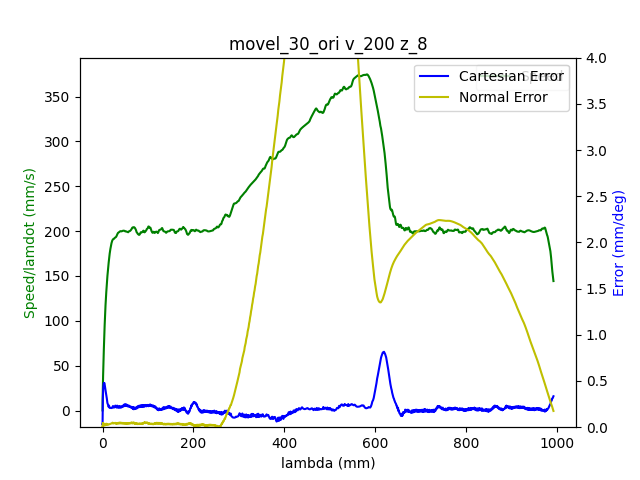 movel_30_ori v_200 z_8
Cartesian Error
Normal Error
Speed/lamdot (mm/s)
350
300
250
200
150
100
50
0
4.0
3.5
3.0
2.5
2.0
1.5
1.0
0.5
0.0
Error (mm/deg)
0 200 400 600 800 1000
lambda (mm)